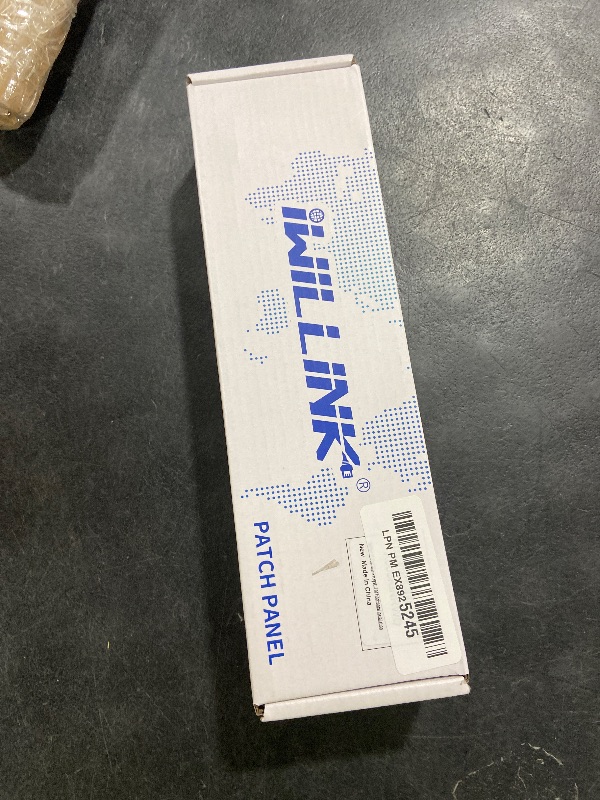 iWILLINK®
PATCH PANEL
LPN PM EX8925245
New Made In China